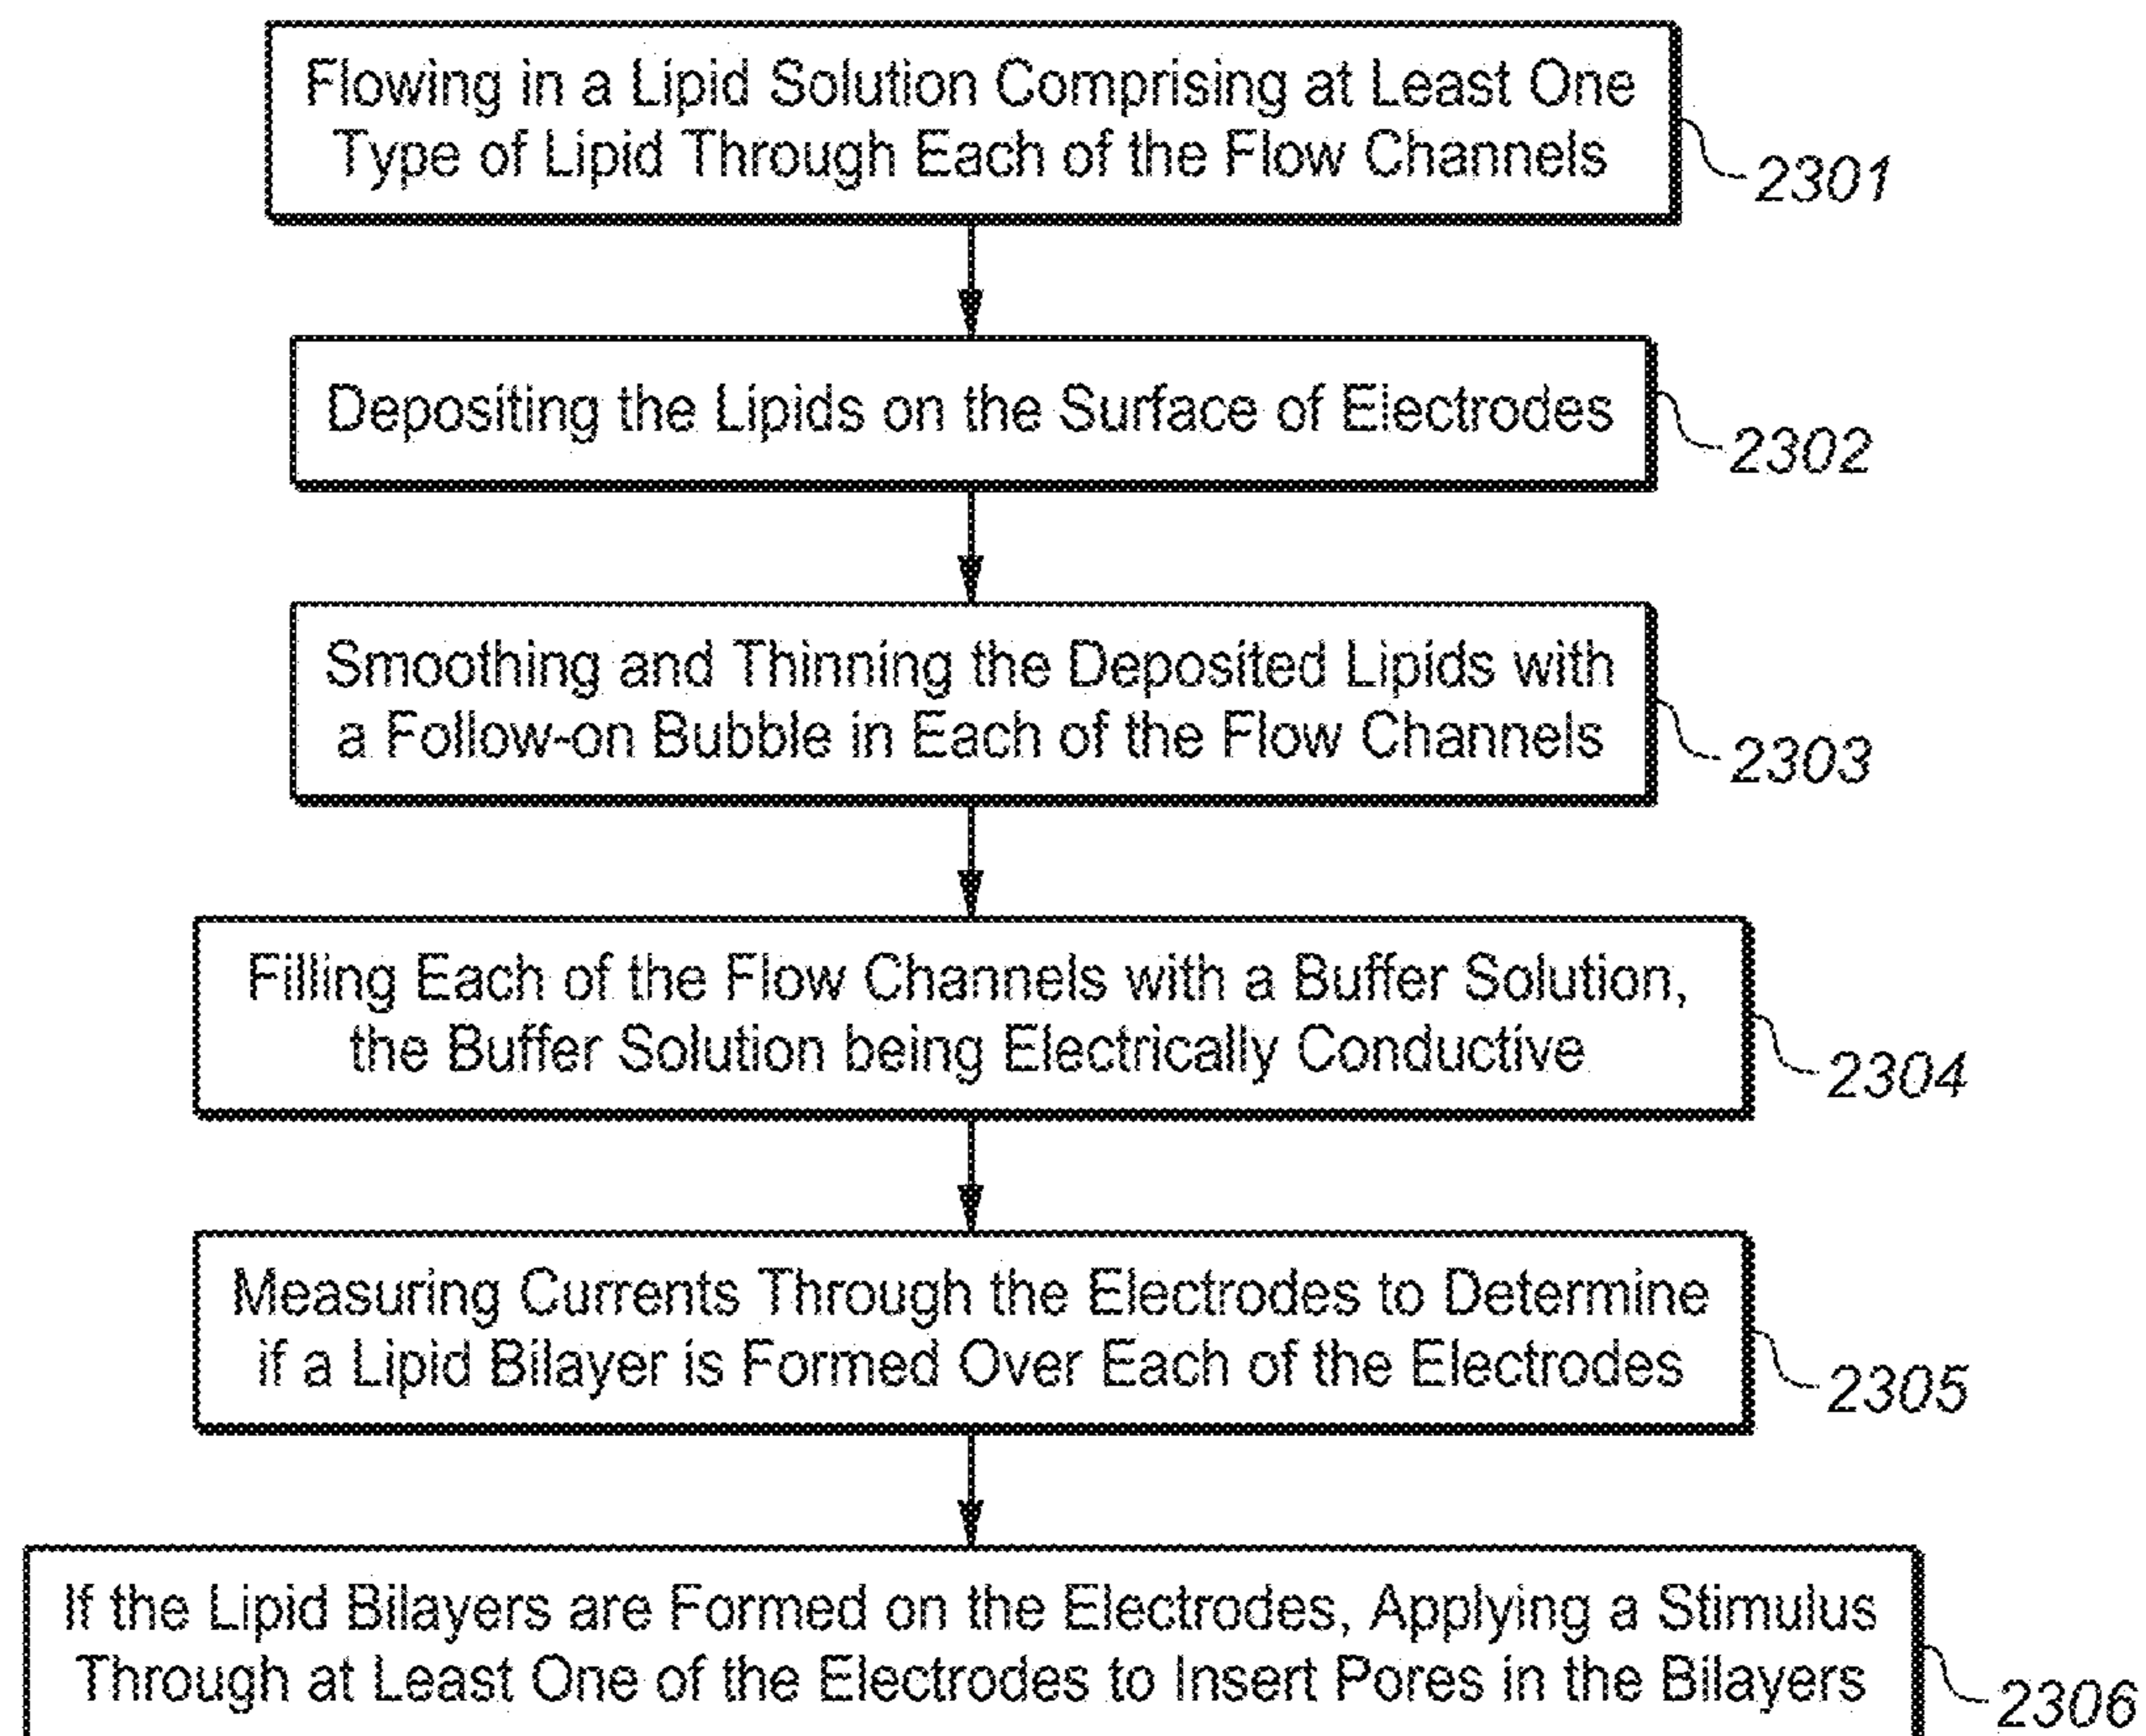 Flowing in a Lipid Solution Comprising at Least One
Type of Lipid Through Each of the Flow Channels
2301
Depositing the Lipids on the Surface of Electrodes
2302
Smoothing and Thinning the Deposited Lipids with
a Follow-on Bubble in Each of the Flow Channels
2303
Filling Each of the Flow Channels with a Buffer Solution,
the Buffer Solution being Electrically Conductive
2304
Measuring Currents Through the Electrodes to Determine
if a Lipid Bilayer is Formed Over Each of the Electrodes
2305
If the Lipid Bilayers are Formed on the Electrodes, Applying a Stimulus
Through at Least One of the Electrodes to Insert Pores in the Bilayers
2306